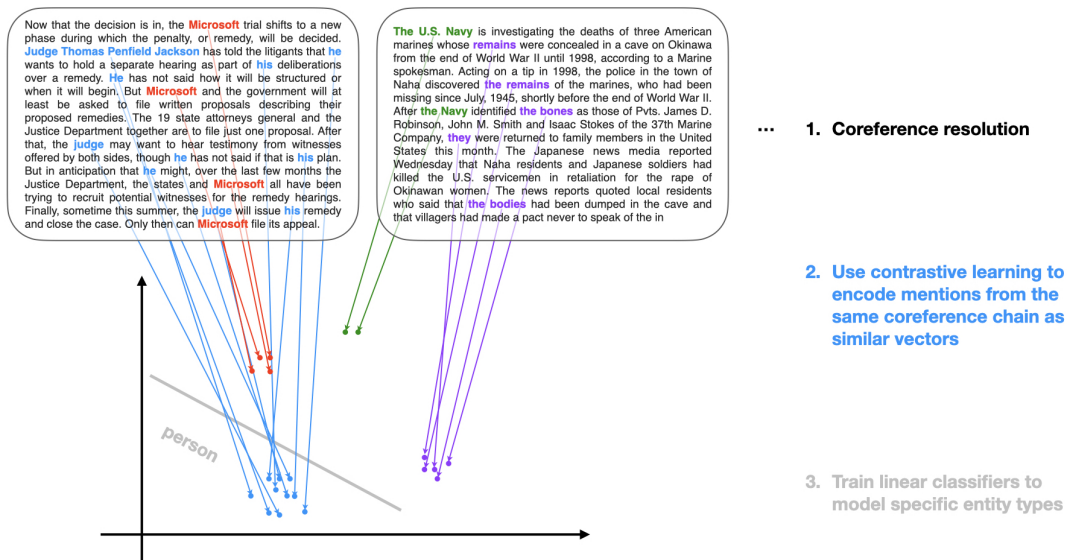 Now that the decision is in, the Microsoft trial shifts to a new
phase during which the penalty, or remedy, will be decided.
Judge Thomas Penfield Jackson has told the litigants that he
wants to hold a separate hearing as part of his deliberations
over a remedy. He has not said how it will be structured or
when it will begin. But Microsoft and the government will at
least be asked to file written proposals describing their
proposed remedies. The 19 state attorneys general and the
Justice Department together are to file just one proposal. After
that, the judge may want to hear testimony from witnesses
offered by both sides, though he has not said if that is his plan.
But in anticipation that he might, over the last few months the
Justice Department, the states and Microsoft all have been
trying to recruit potential witnesses for the remedy hearings.
Finally, sometime this summer, the judge will issue his remedy
and close the case. Only then can Microsoft file its appeal.
The U.S. Navy is investigating the deaths of three American
marines whose remains were concealed in a cave on Okinawa
from the end of World War II until 1998, according to a Marine
spokesman. Acting on a tip in 1998, the police in the town of
Naha discovered the remains of the marines, who had been
missing since July, 1945, shortly before the end of World War II.
After the Navy identified the bones as those of Pvts. James D.
Robinson, John M. Smith and Isaac Stokes of the 37th Marine
Company, they were returned to family members in the United
States this month. The Japanese news media reported
Wednesday that Naha residents and Japanese soldiers had
killed the U.S. servicemen in retaliation for the rape of
Okinawan women. The news reports quoted local residents
who said that the bodies had been dumped in the cave and
that villagers had made a pact never to speak of the in
...
1. Coreference resolution
2. Use contrastive learning to
encode mentions from the
same coreference chain as
similar vectors
person
3. Train linear classifiers to
model specific entity types